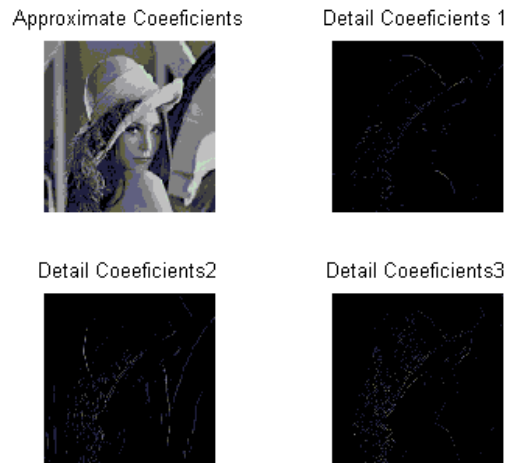 Approximate Coeeficients
Detail Coeeficients 1
Detail Coeeficients2
Detail Coeeficients3